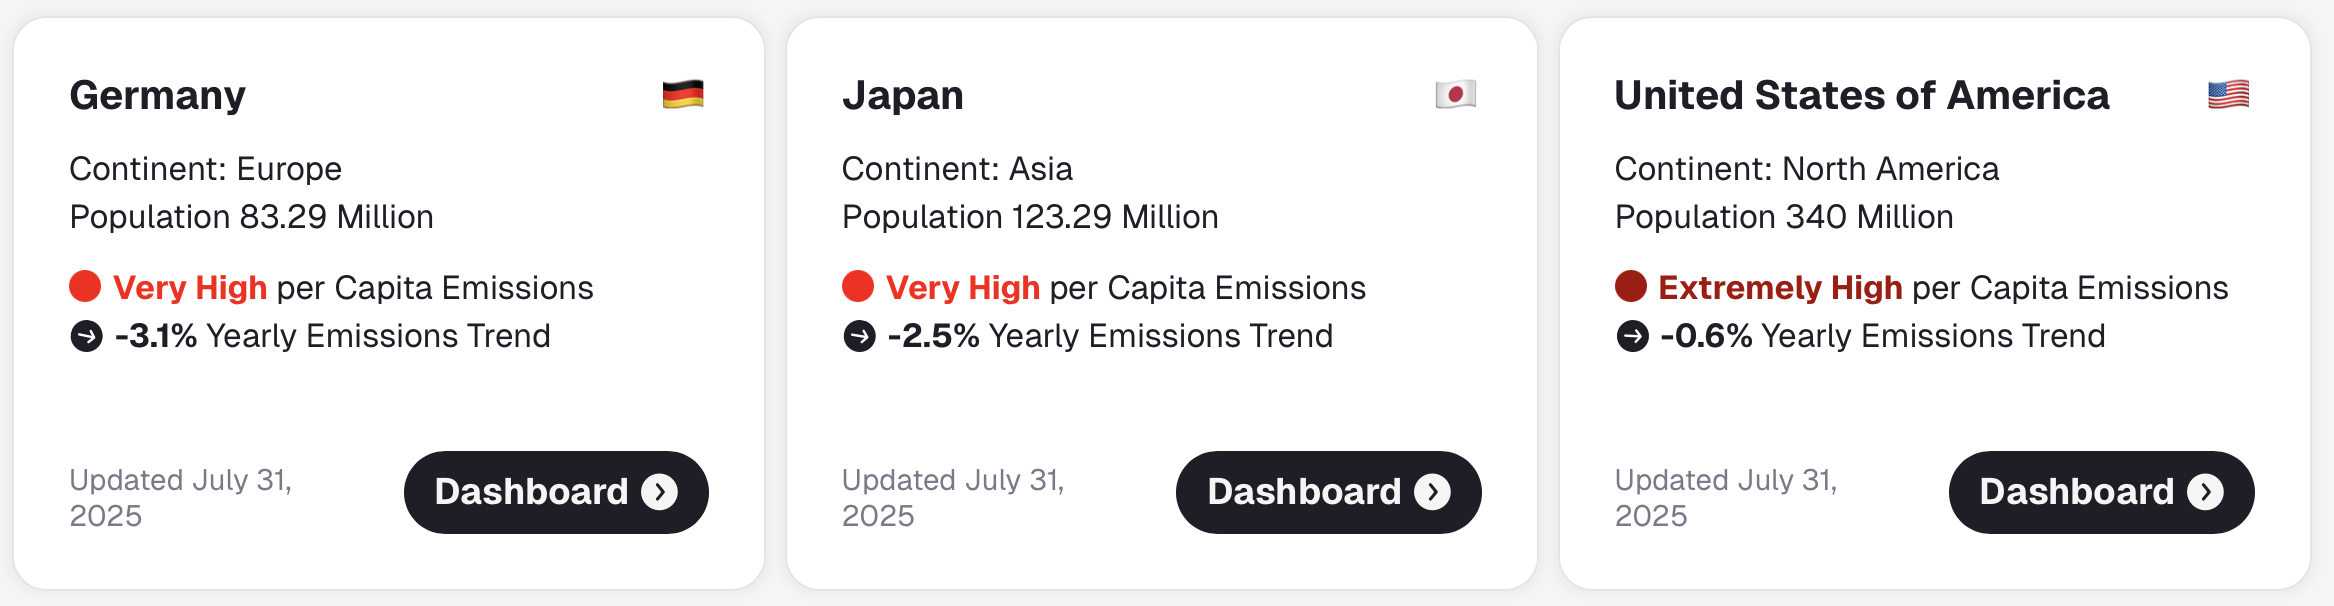 Germany
Continent: Europe
Population 83.29 Million
Very High per Capita Emissions
-3.1% Yearly Emissions Trend
Updated July 31,
2025
Dashboard
Japan
Continent: Asia
Population 123.29 Million
Very High per Capita Emissions
-2.5% Yearly Emissions Trend
Updated July 31,
2025
Dashboard
United States of America
Continent: North America
Population 340 Million
Extremely High per Capita Emissions
-0.6% Yearly Emissions Trend
Updated July 31,
2025
Dashboard